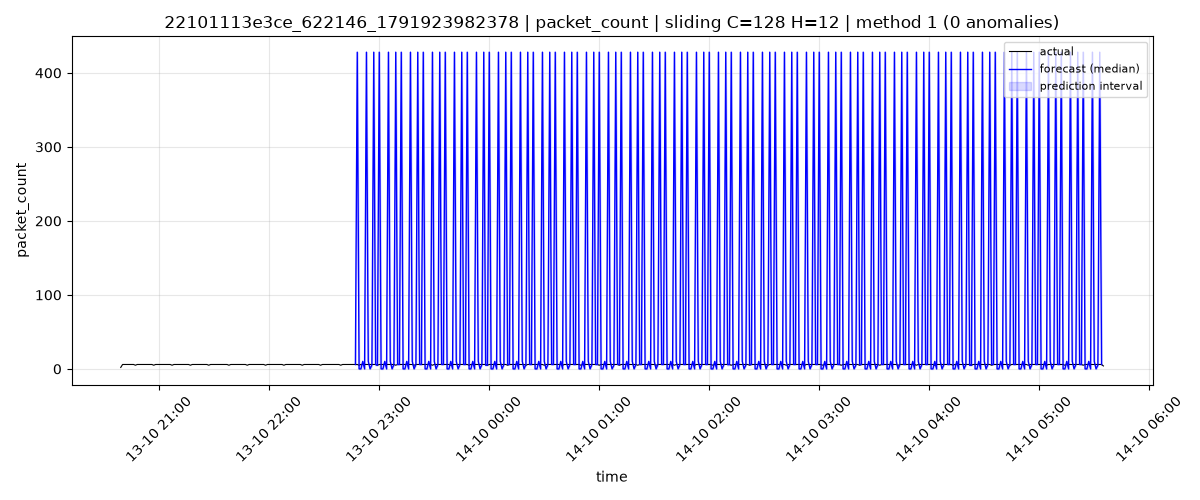 22101113e3ce_622146_1791923982378 | packet_count | sliding C=128 H=12 | method 1 (0 anomalies)
actual
forecast (median)
prediction interval
packet_count
400
300
200
100
0
13-10 21:00
13-10 22:00
13-10 23:00
14-10 00:00
14-10 01:00
14-10 02:00
14-10 03:00
14-10 04:00
14-10 05:00
14-10 06:00
time